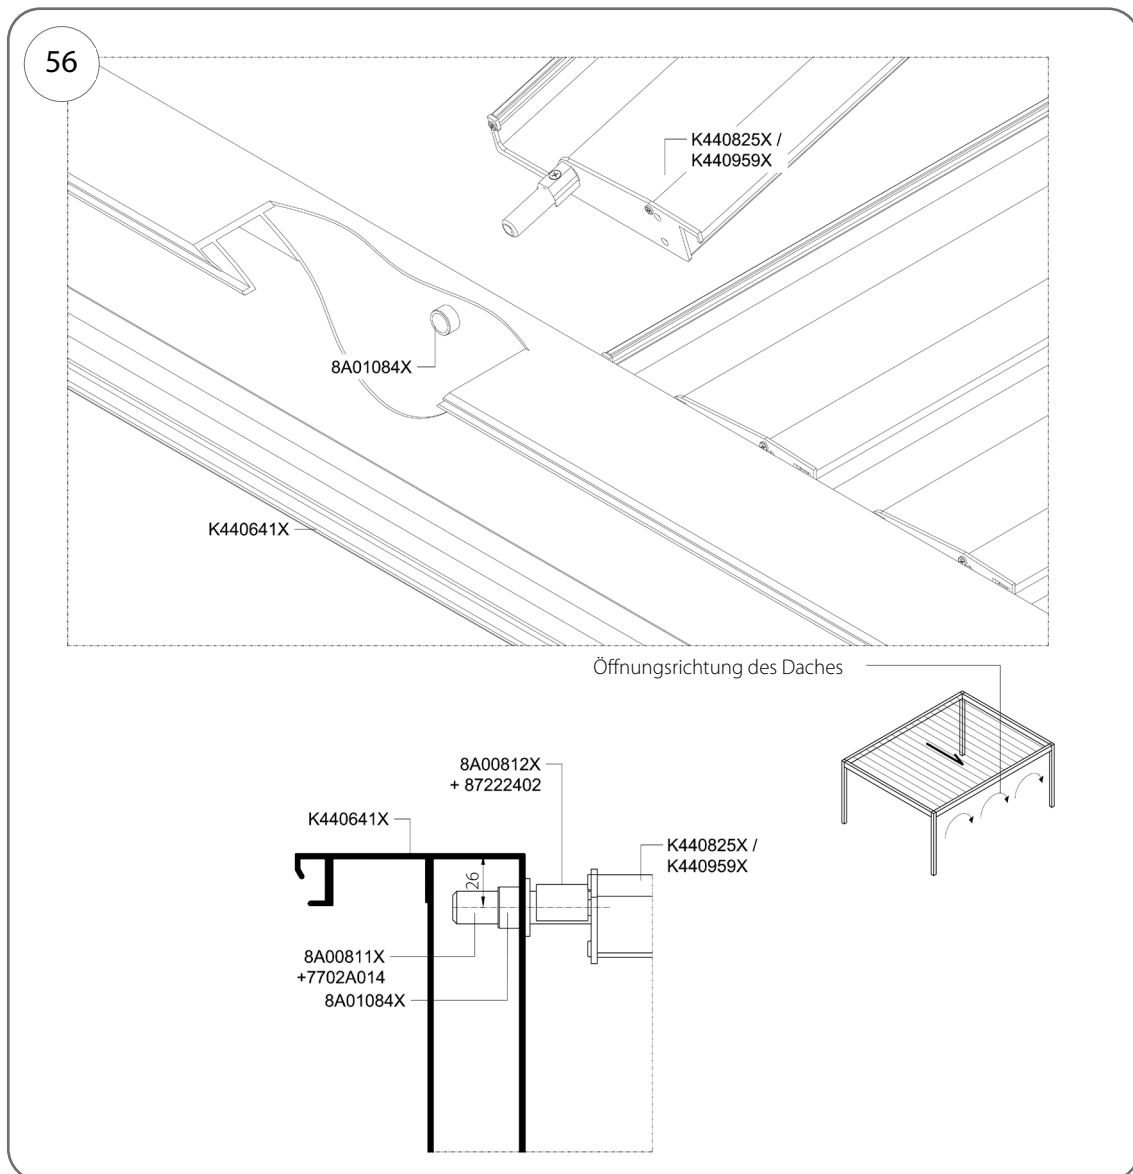 56
K440825X /
K440959X
8A01084X
K440641X
Öffnungsrichtung des Daches
8A00812X
+ 87222402
K440641X
K440825X /
K440959X
26
8A00811X
+7702A014
8A01084X